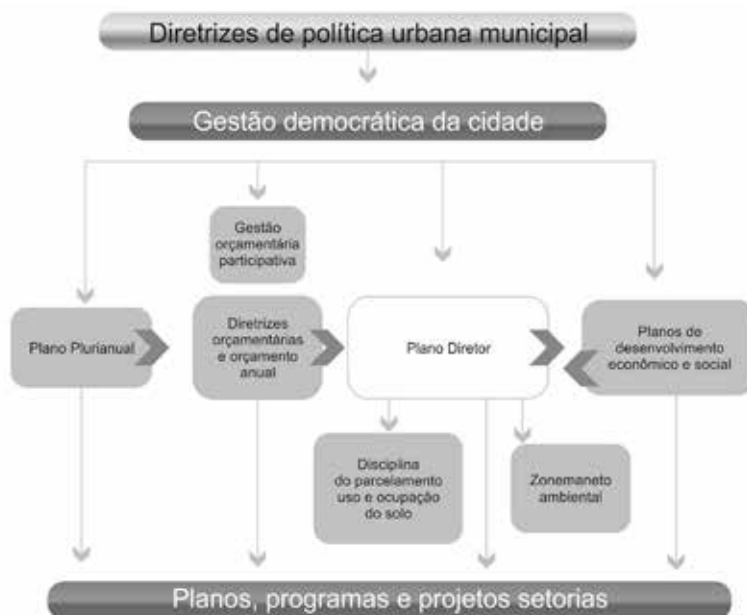 Diretrizes de política urbana municipal
Gestão democrática da cidade
Gestão
orçamentária
participativa
Plano Plurianual
Diretrizes
orçamentárias
e orçamento
anual
Plano Diretor
Planos de
desenvolvimento
econômico e social
Disciplina
do parcelamento
uso e ocupação
do solo
Zonemaneto
ambiental
Planos, programas e projetos setorias